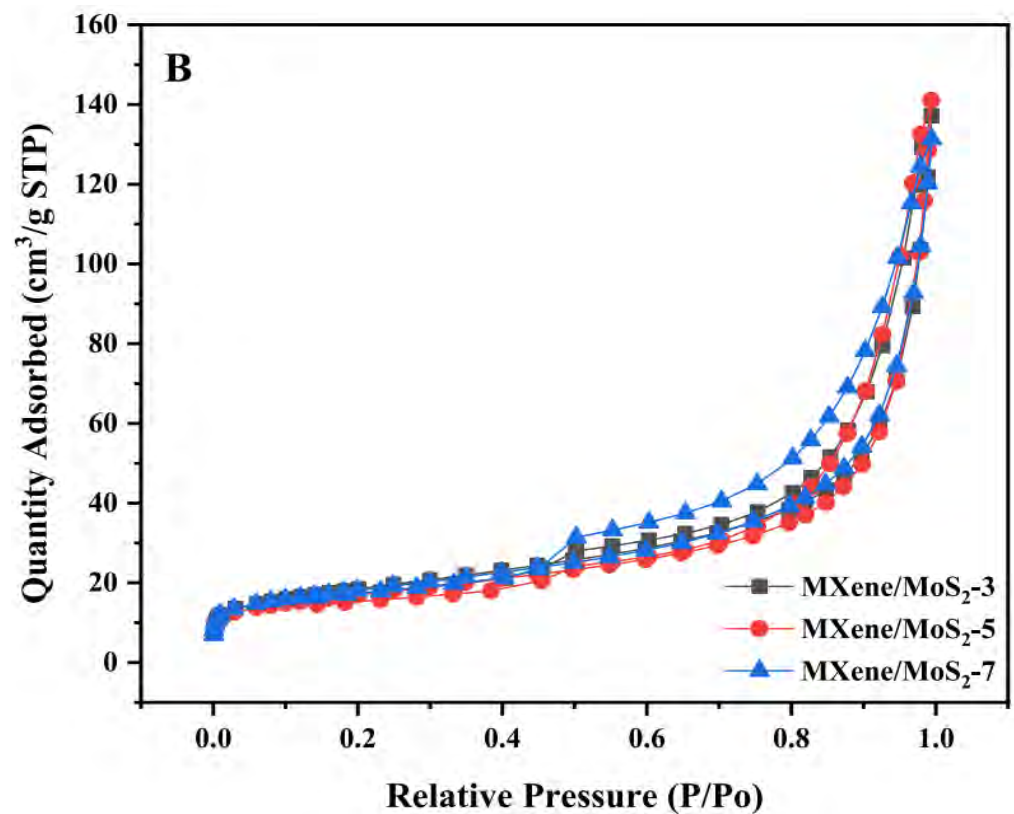 B
160
140
120
100
80
60
40
20
0
Quantity Adsorbed (cm³/g STP)
MXene/MoS₂-3
MXene/MoS₂-5
MXene/MoS₂-7
0.0 0.2 0.4 0.6 0.8 1.0
Relative Pressure (P/Po)